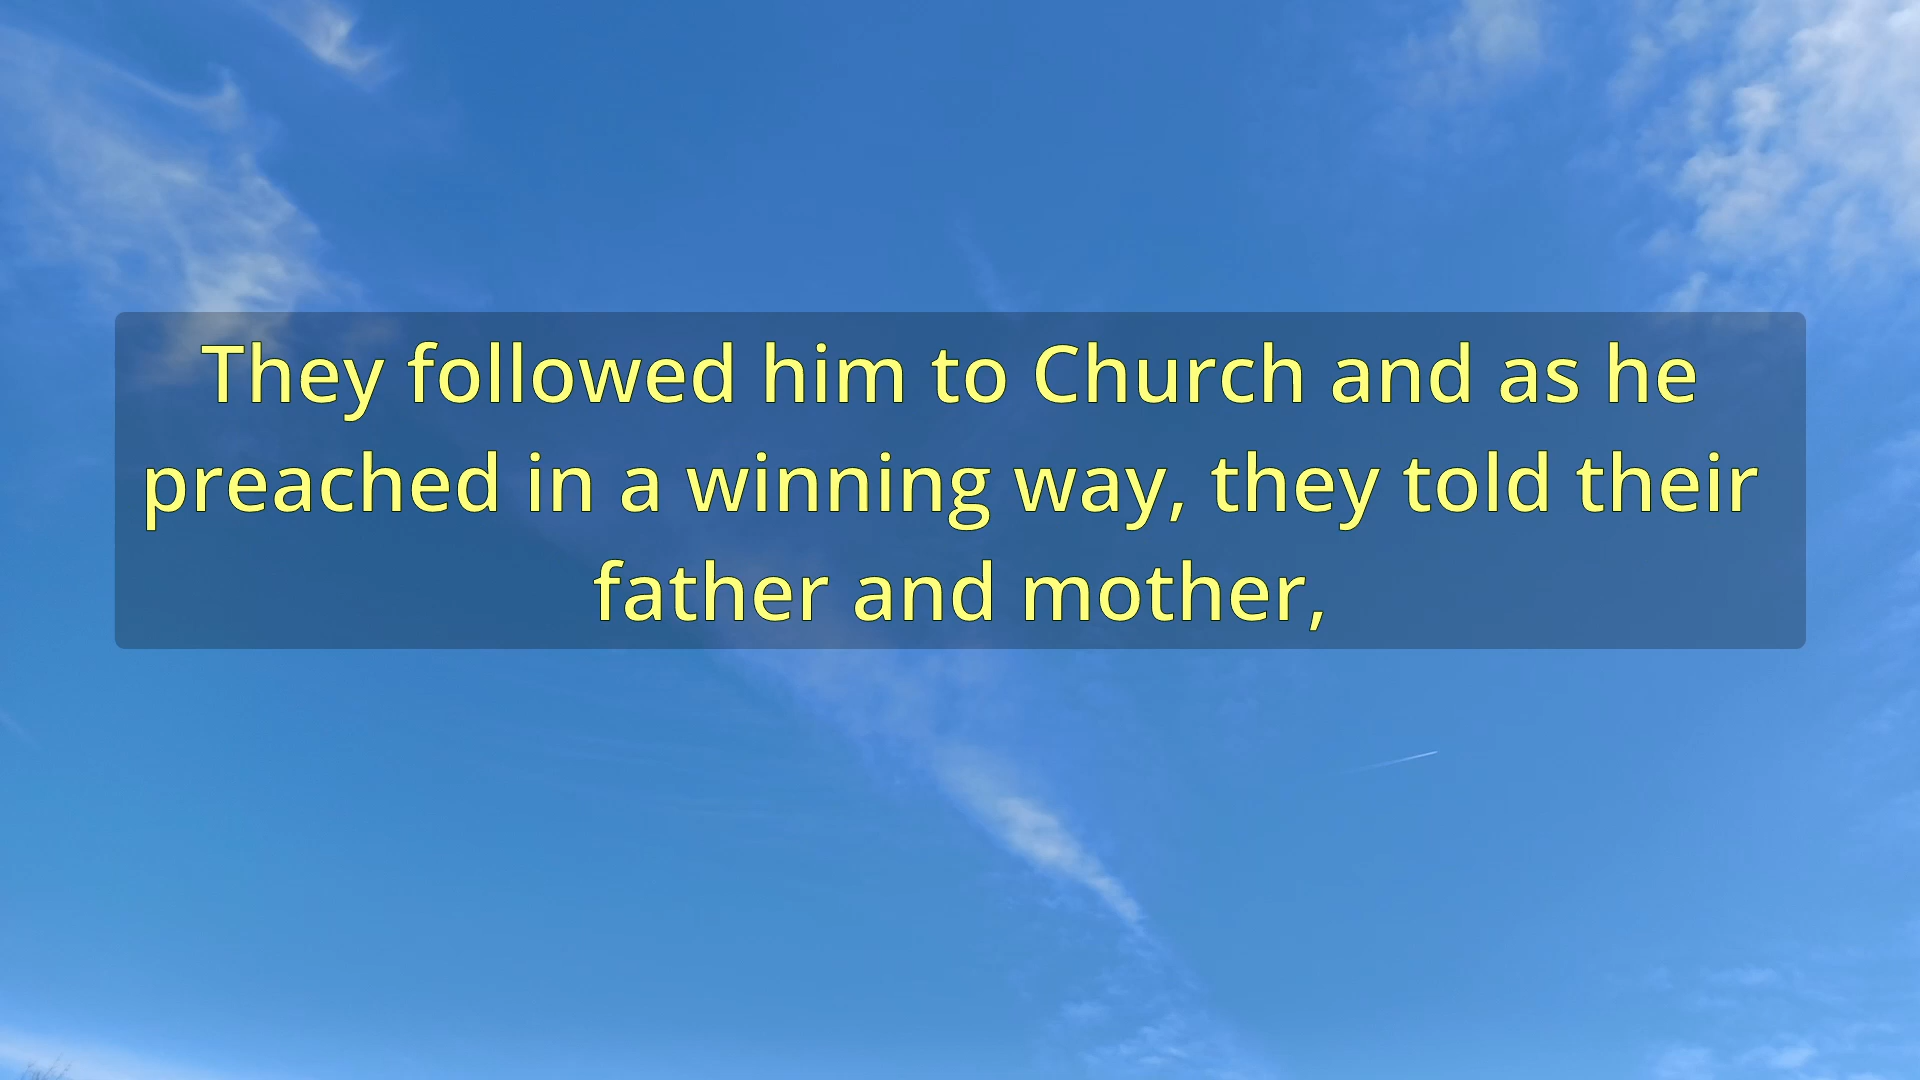 They followed him to Church and as he
preached in a winning way, they told their
father and mother,